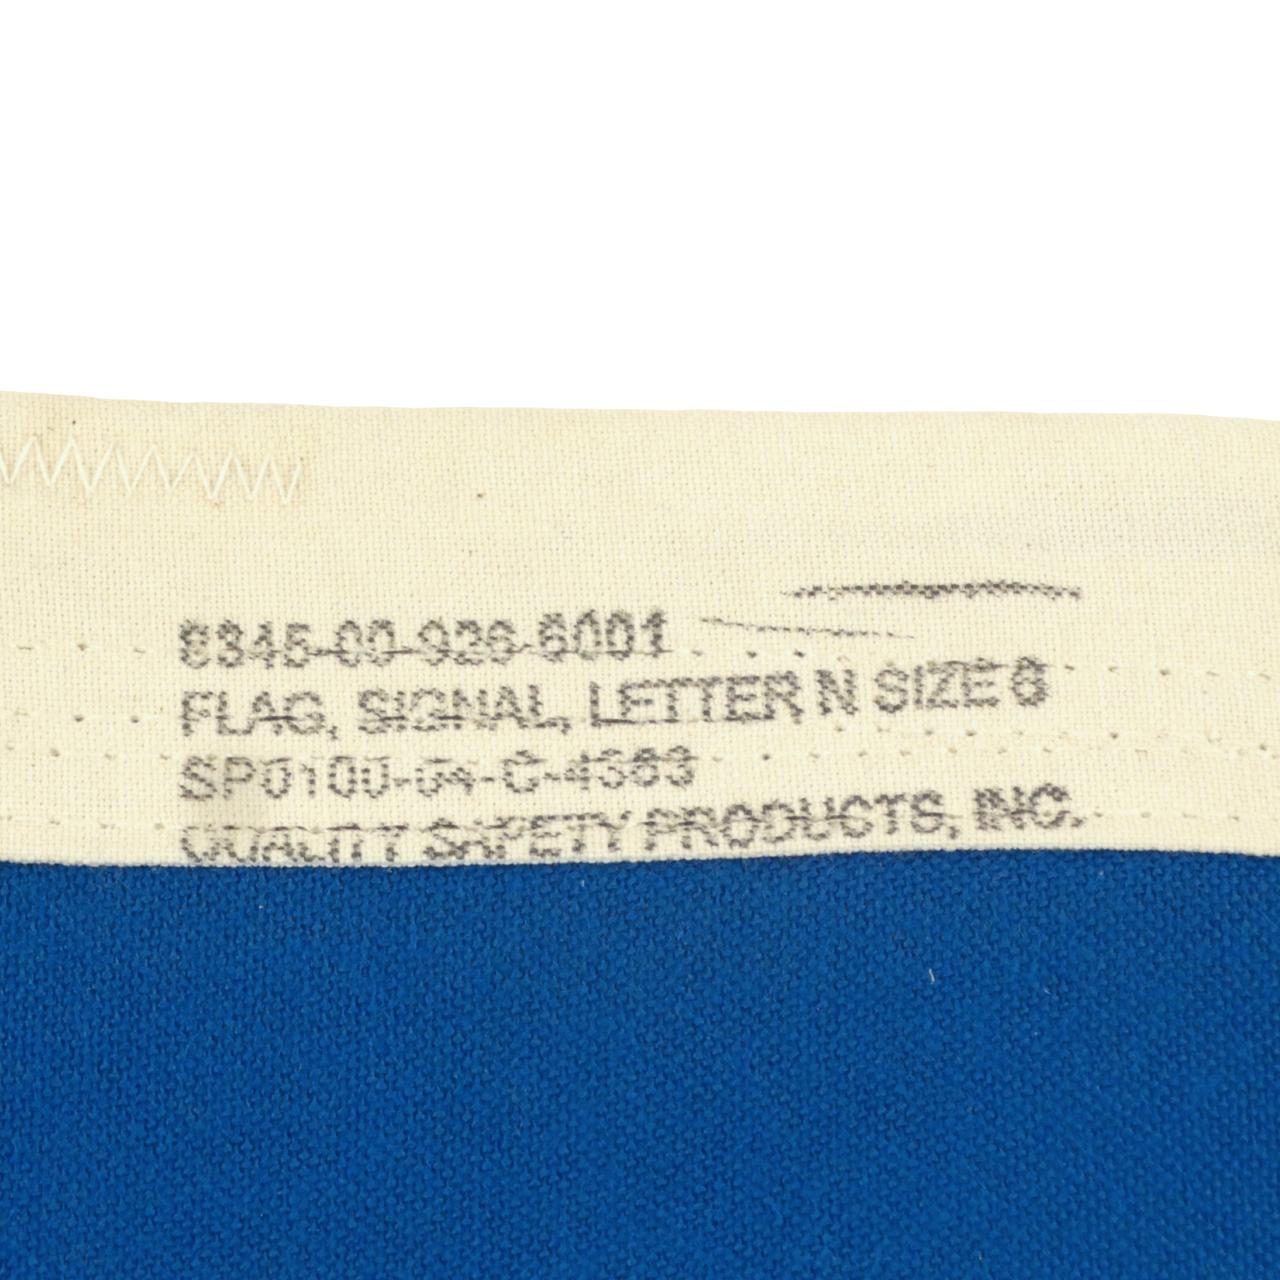 8345-00-926-6001
FLAG, SIGNAL, LETTER N SIZE 6
SP0100-04-C-4363
QUALITY SAFETY PRODUCTS, INC.